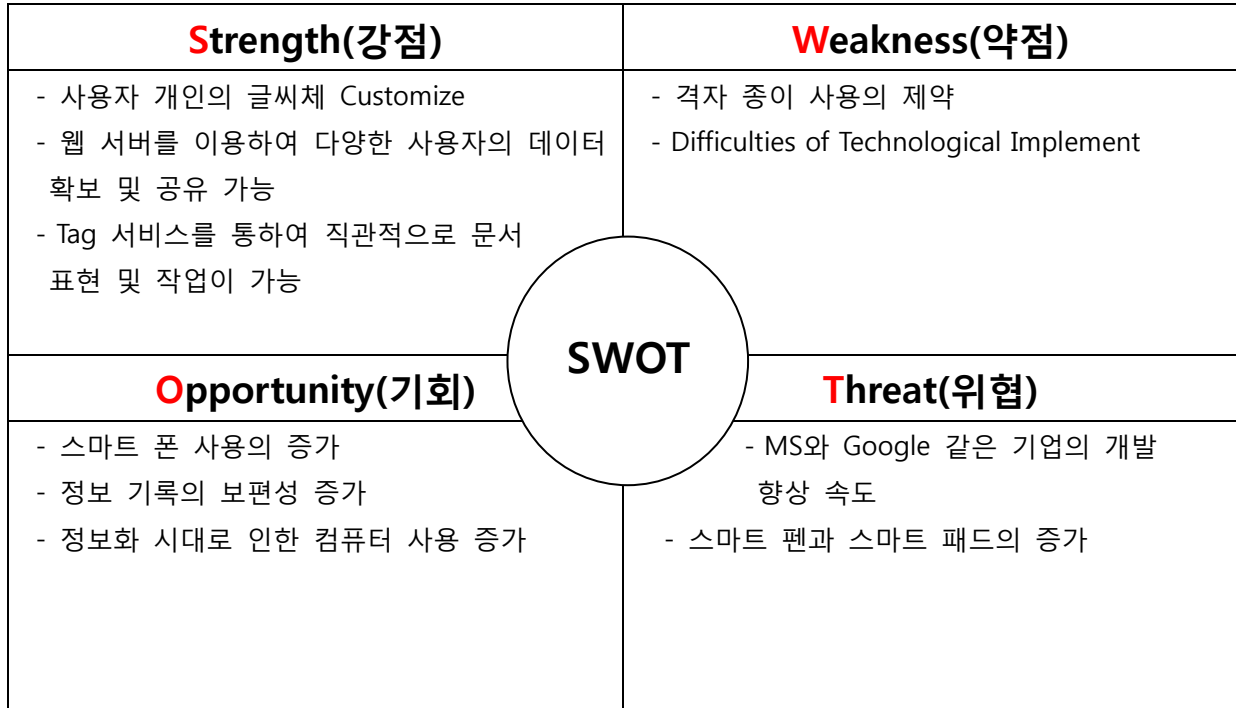 Strength(강점)
- 사용자 개인의 글씨체 Customize
- 웹 서버를 이용하여 다양한 사용자의 데이터
확보 및 공유 가능
- Tag 서비스를 통하여 직관적으로 문서
표현 및 작업이 가능
Weakness(약점)
- 격자 종이 사용의 제약
- Difficulties of Technological Implement
SWOT
Opportunity(기회)
- 스마트 폰 사용의 증가
- 정보 기록의 보편성 증가
- 정보화 시대로 인한 컴퓨터 사용 증가
Threat(위협)
- MS와 Google 같은 기업의 개발
향상 속도
- 스마트 펜과 스마트 패드의 증가